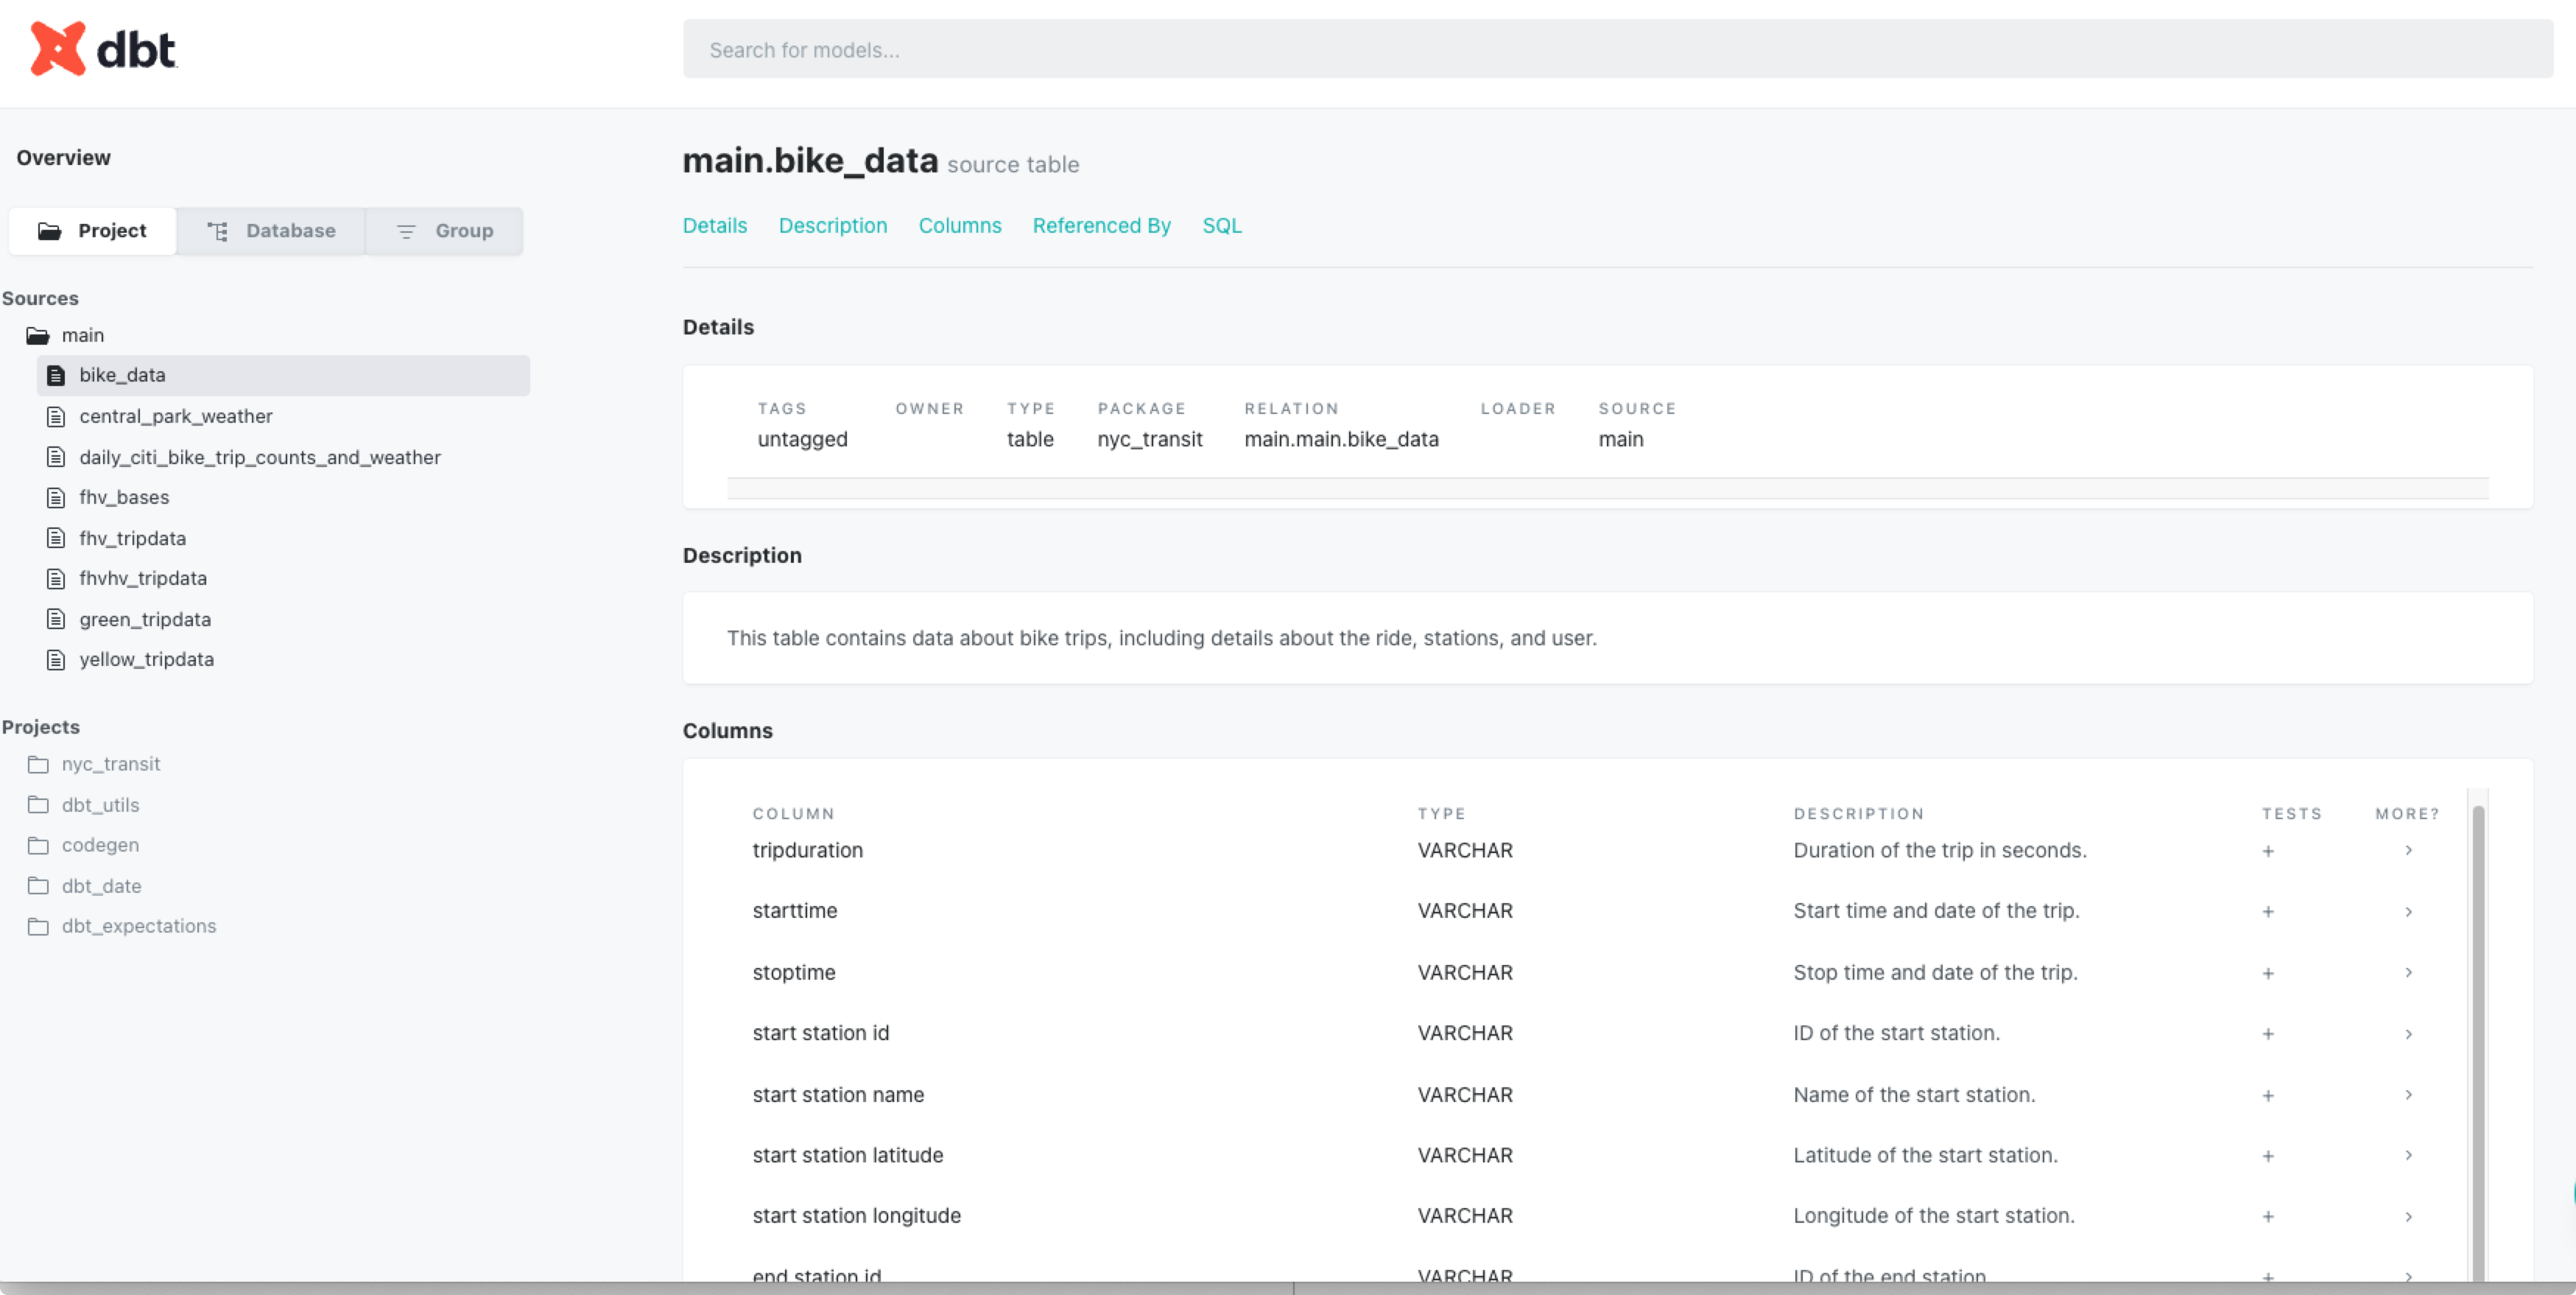 dbt
Search for models...
Overview
Project Database Group
Sources
main
bike_data
central_park_weather
daily_citi_bike_trip_counts_and_weather
fhv_bases
fhv_tripdata
fhvhv_tripdata
green_tripdata
yellow_tripdata
Projects
nyc_transit
dbt_utils
codegen
dbt_date
dbt_expectations
main.bike_data source table
Details Description Columns Referenced By SQL
Details
TAGS OWNER TYPE PACKAGE RELATION LOADER SOURCE
untagged table nyc_transit main.main.bike_data main
Description
This table contains data about bike trips, including details about the ride, stations, and user.
Columns
COLUMN TYPE DESCRIPTION TESTS MORE?
tripduration VARCHAR Duration of the trip in seconds. + >
starttime VARCHAR Start time and date of the trip. + >
stoptime VARCHAR Stop time and date of the trip. + >
start station id VARCHAR ID of the start station. + >
start station name VARCHAR Name of the start station. + >
start station latitude VARCHAR Latitude of the start station. + >
start station longitude VARCHAR Longitude of the start station. + >
end station id VARCHAR ID of the end station + >